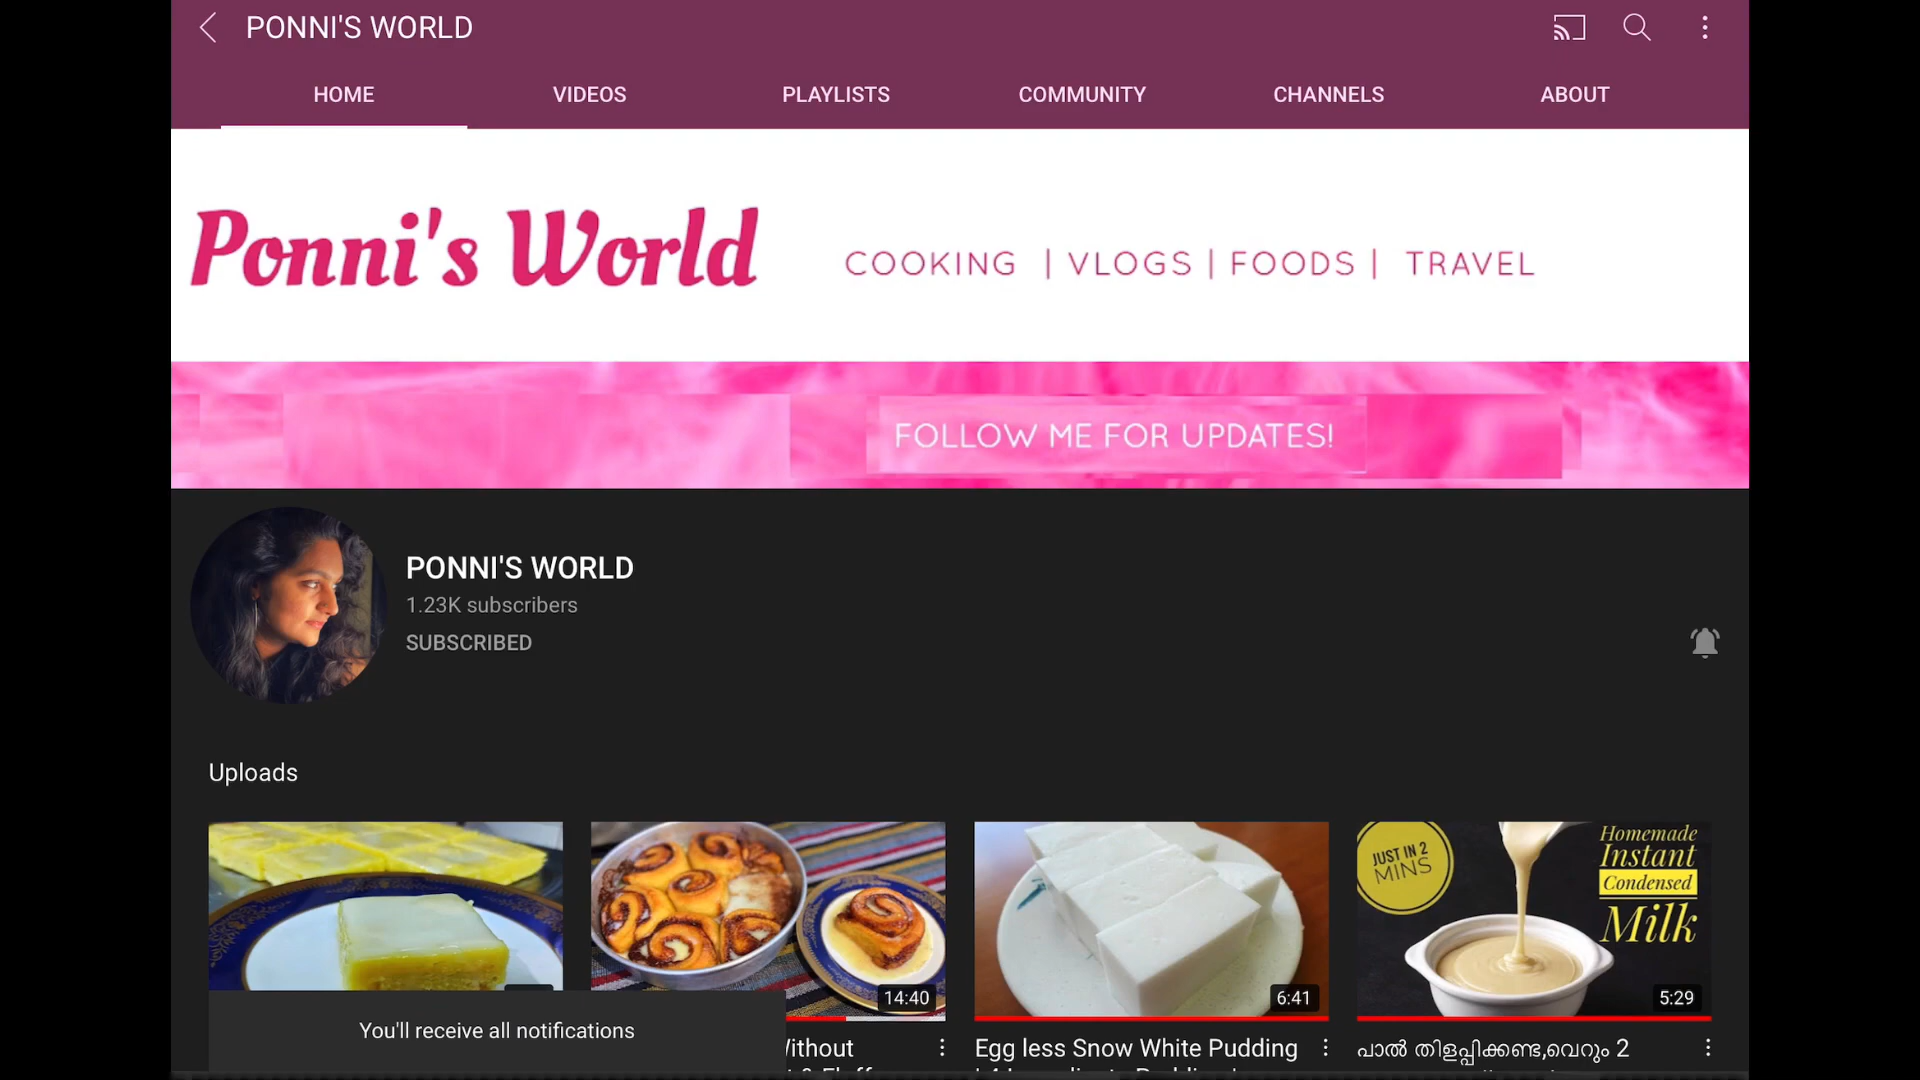 PONNI'S WORLD
HOME VIDEOS PLAYLISTS COMMUNITY CHANNELS ABOUT
Ponni's World COOKING | VLOGS | FOODS | TRAVEL
FOLLOW ME FOR UPDATES!
PONNI'S WORLD
1.23K subscribers
SUBSCRIBED
Uploads
JUST IN 2 MINS
Homemade
Instant
Condensed
Milk
14:40
6:41
5:29
You'll receive all notifications
Egg less Snow White Pudding
പാൽ തിളപ്പിക്കണ്ട,വെറും 2